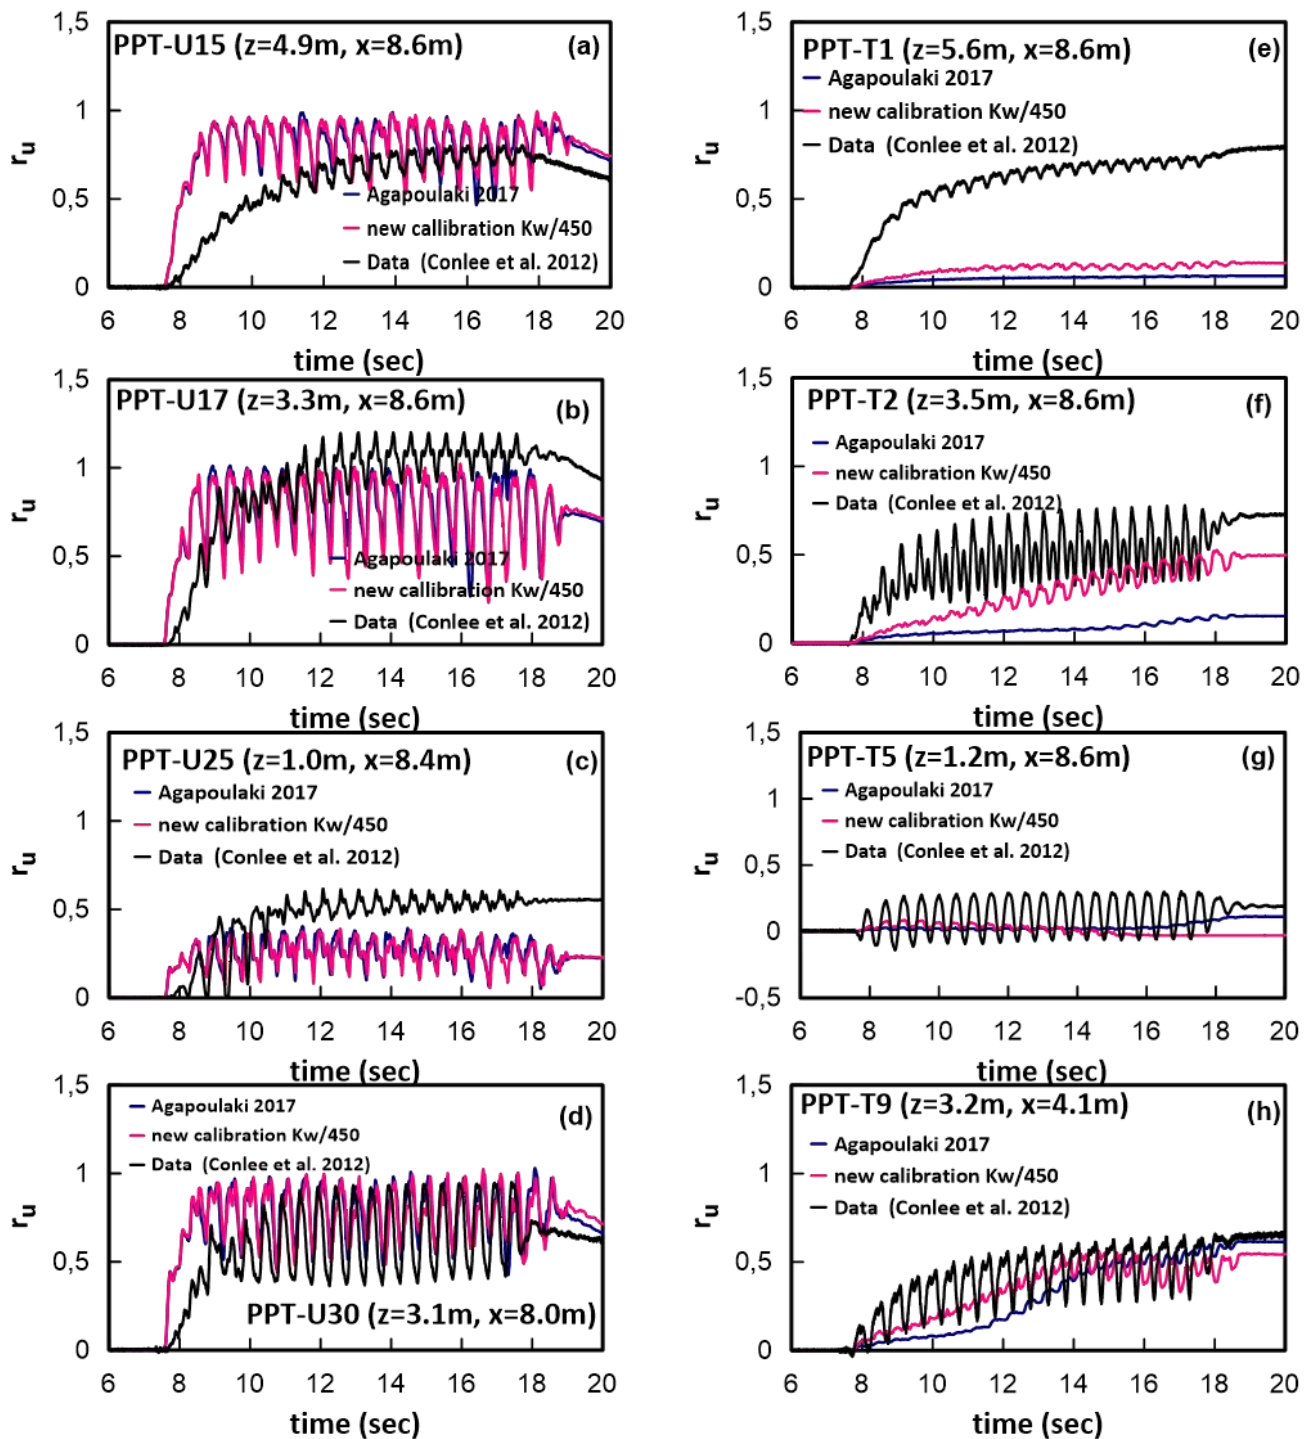 1,5
PPT-U15 (z=4.9m, x=8.6m)
(a)
1
r_u
0,5
Agapoulaki 2017
new callibration Kw/450
Data (Conlee et al. 2012)
0
6 8 10 12 14 16 18 20
time (sec)
1,5
PPT-U17 (z=3.3m, x=8.6m)
(b)
1
r_u
0,5
Agapoulaki 2017
new calibration Kw/450
Data (Conlee et al. 2012)
0
6 8 10 12 14 16 18 20
time (sec)
1,5
PPT-U25 (z=1.0m, x=8.4m)
(c)
Agapoulaki 2017
new calibration Kw/450
Data (Conlee et al. 2012)
1
r_u
0,5
0
6 8 10 12 14 16 18 20
time (sec)
1,5
Agapoulaki 2017
(d)
new calibration Kw/450
Data (Conlee et al. 2012)
1
r_u
0,5
PPT-U30 (z=3.1m, x=8.0m)
0
6 8 10 12 14 16 18 20
time (sec)
1,5
PPT-T1 (z=5.6m, x=8.6m)
(e)
Agapoulaki 2017
new calibration Kw/450
Data (Conlee et al. 2012)
1
r_u
0,5
0
6 8 10 12 14 16 18 20
time (sec)
1,5
PPT-T2 (z=3.5m, x=8.6m)
(f)
Agapoulaki 2017
new calibration Kw/450
Data (Conlee et al. 2012)
1
r_u
0,5
0
6 8 10 12 14 16 18 20
time (sec)
1,5
PPT-T5 (z=1.2m, x=8.6m)
(g)
Agapoulaki 2017
new calibration Kw/450
Data (Conlee et al. 2012)
1
r_u
0,5
0
-0,5
6 8 10 12 14 16 18 20
time (sec)
1,5
PPT-T9 (z=3.2m, x=4.1m)
(h)
Agapoulaki 2017
new calibration Kw/450
Data (Conlee et al. 2012)
1
r_u
0,5
0
6 8 10 12 14 16 18 20
time (sec)